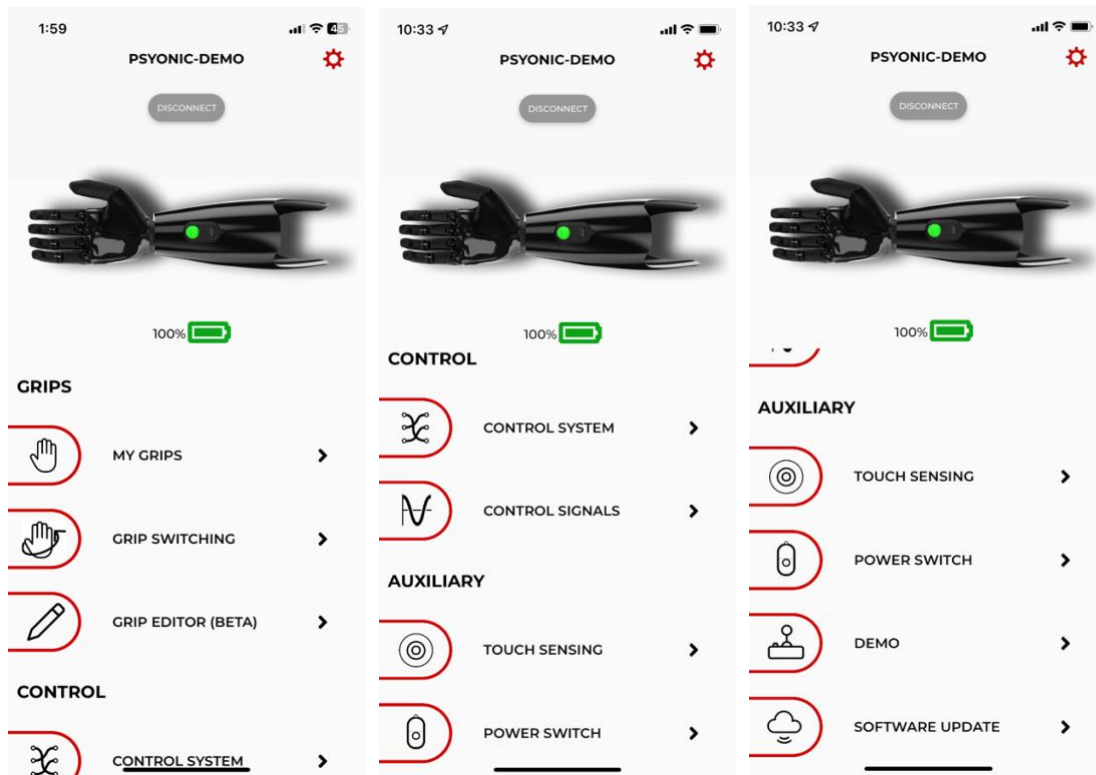 1:59
45
PSYONIC-DEMO
DISCONNECT
100%
GRIPS
MY GRIPS
GRIP SWITCHING
GRIP EDITOR (BETA)
CONTROL
CONTROL SYSTEM
10:33
PSYONIC-DEMO
DISCONNECT
100%
CONTROL
CONTROL SYSTEM
CONTROL SIGNALS
AUXILIARY
TOUCH SENSING
POWER SWITCH
10:33
PSYONIC-DEMO
DISCONNECT
100%
AUXILIARY
TOUCH SENSING
POWER SWITCH
DEMO
SOFTWARE UPDATE